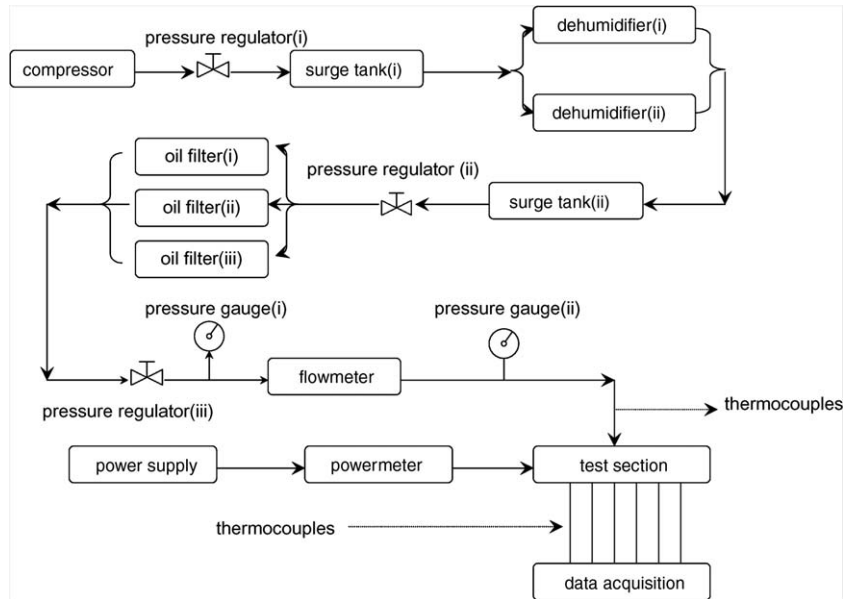 dehumidifier(i)
pressure regulator(i)
compressor
surge tank(i)
dehumidifier(ii)
oil filter(i)
pressure regulator (ii)
oil filter(ii)
surge tank(ii)
oil filter(iii)
pressure gauge(i)
pressure gauge(ii)
flowmeter
pressure regulator(iii)
thermocouples
power supply
powermeter
test section
thermocouples
data acquisition